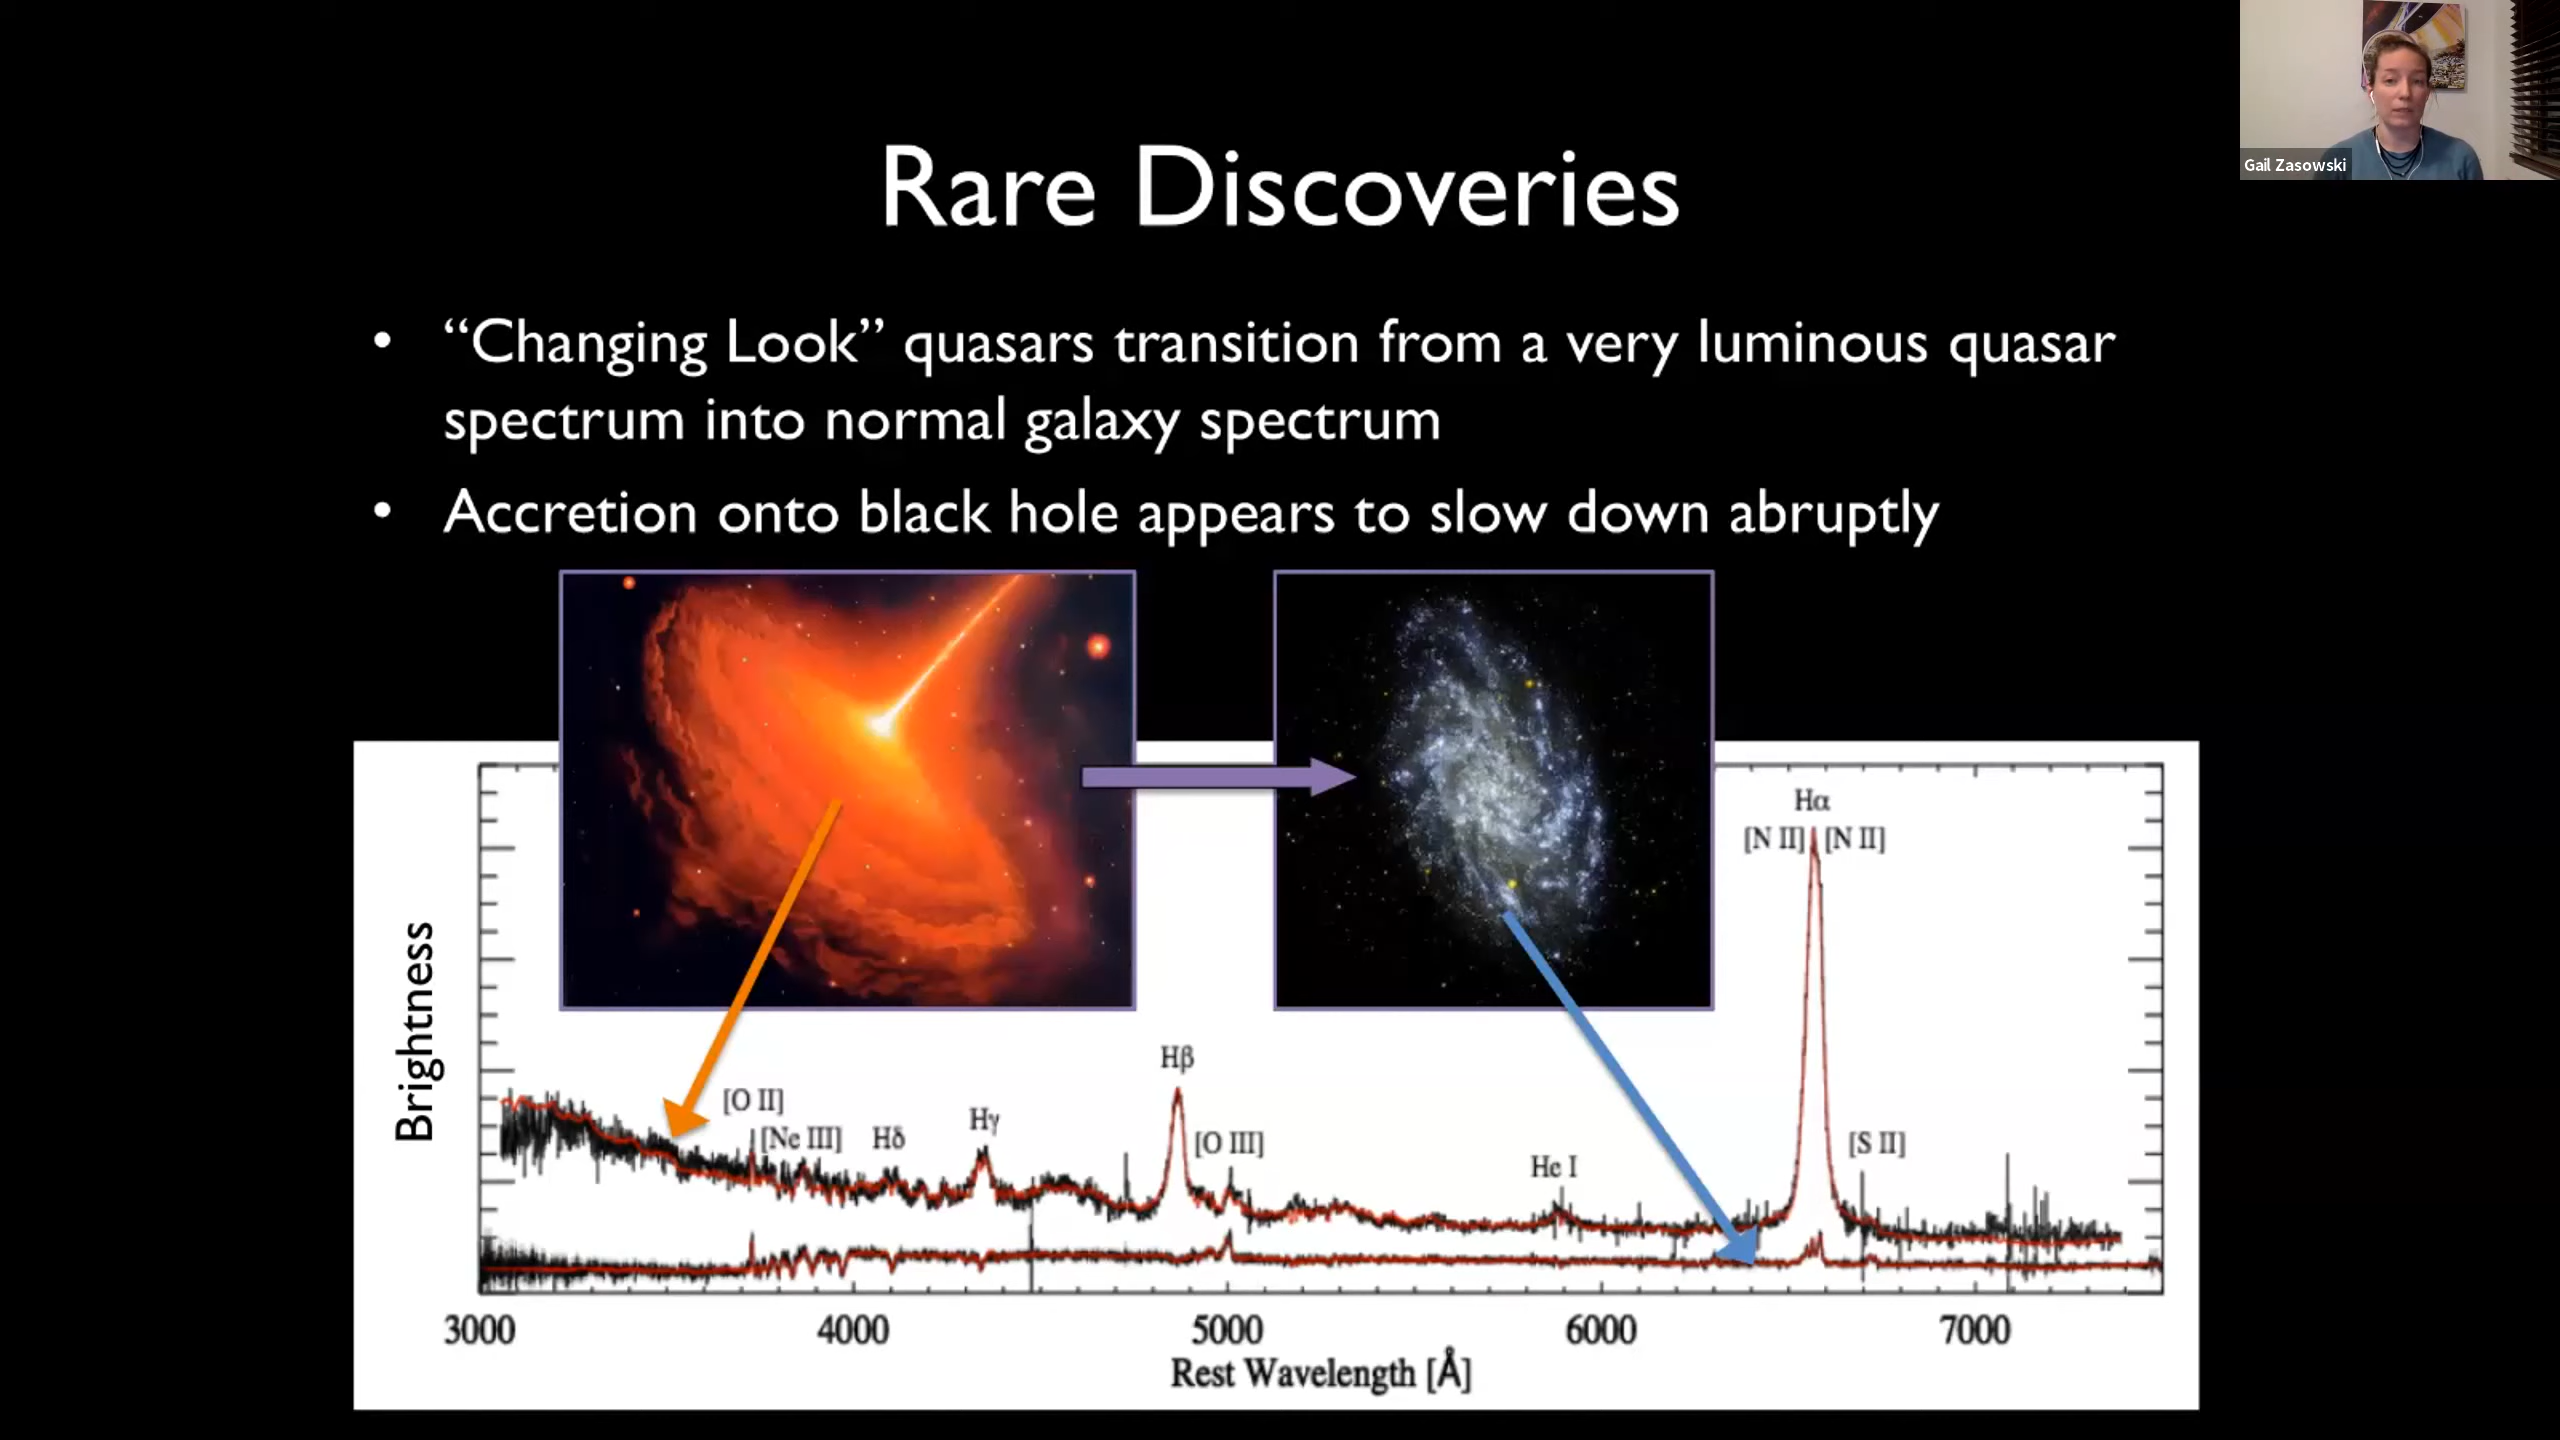 Gail Zasowski
Rare Discoveries
• “Changing Look” quasars transition from a very luminous quasar
spectrum into normal galaxy spectrum
• Accretion onto black hole appears to slow down abruptly
Brightness
Hα
[N II] [N II]
Hβ
[O II]
Hγ
[Ne III]
Hδ
[O III]
[S II]
He I
3000 4000 5000 6000 7000
Rest Wavelength [Å]